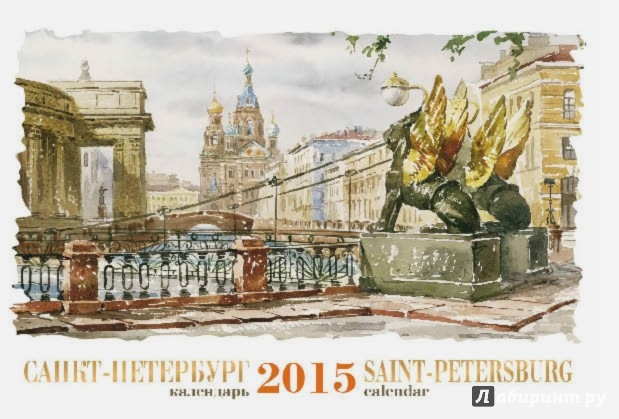 САНКТ-ПЕТЕРБУРГ 2015 SAINT-PETERSBURG
календарь calendar
Лабиринт.ру